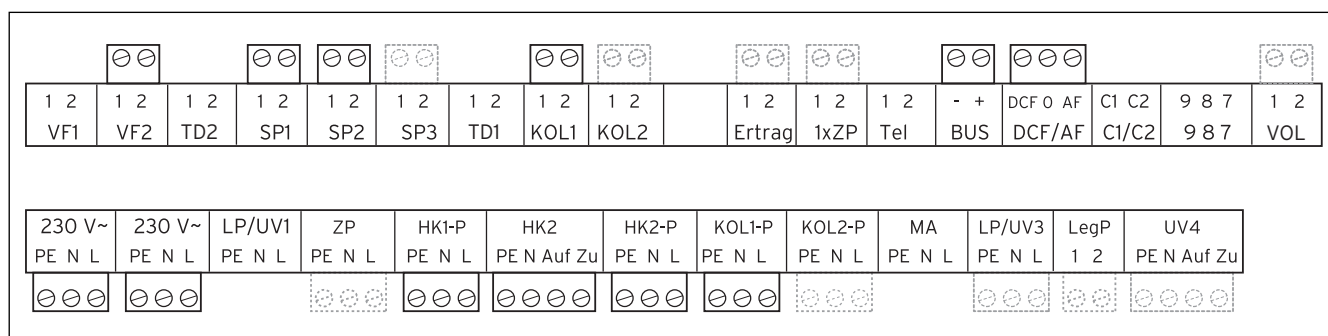 1 2 1 2 1 2 1 2 1 2 1 2 1 2 1 2 1 2 1 2 1 2 1 2 - + DCF O AF C1 C2 9 8 7 1 2
VF1 VF2 TD2 SP1 SP2 SP3 TD1 KOL1 KOL2 Ertrag 1xZP Tel BUS DCF/AF C1/C2 9 8 7 VOL
230 V~ 230 V~ LP/UV1 ZP HK1-P HK2 HK2-P KOL1-P KOL2-P MA LP/UV3 LegP UV4
PE N L PE N L PE N L PE N L PE N L PE N Auf Zu PE N L PE N L PE N L PE N L PE N L 1 2 PE N Auf Zu